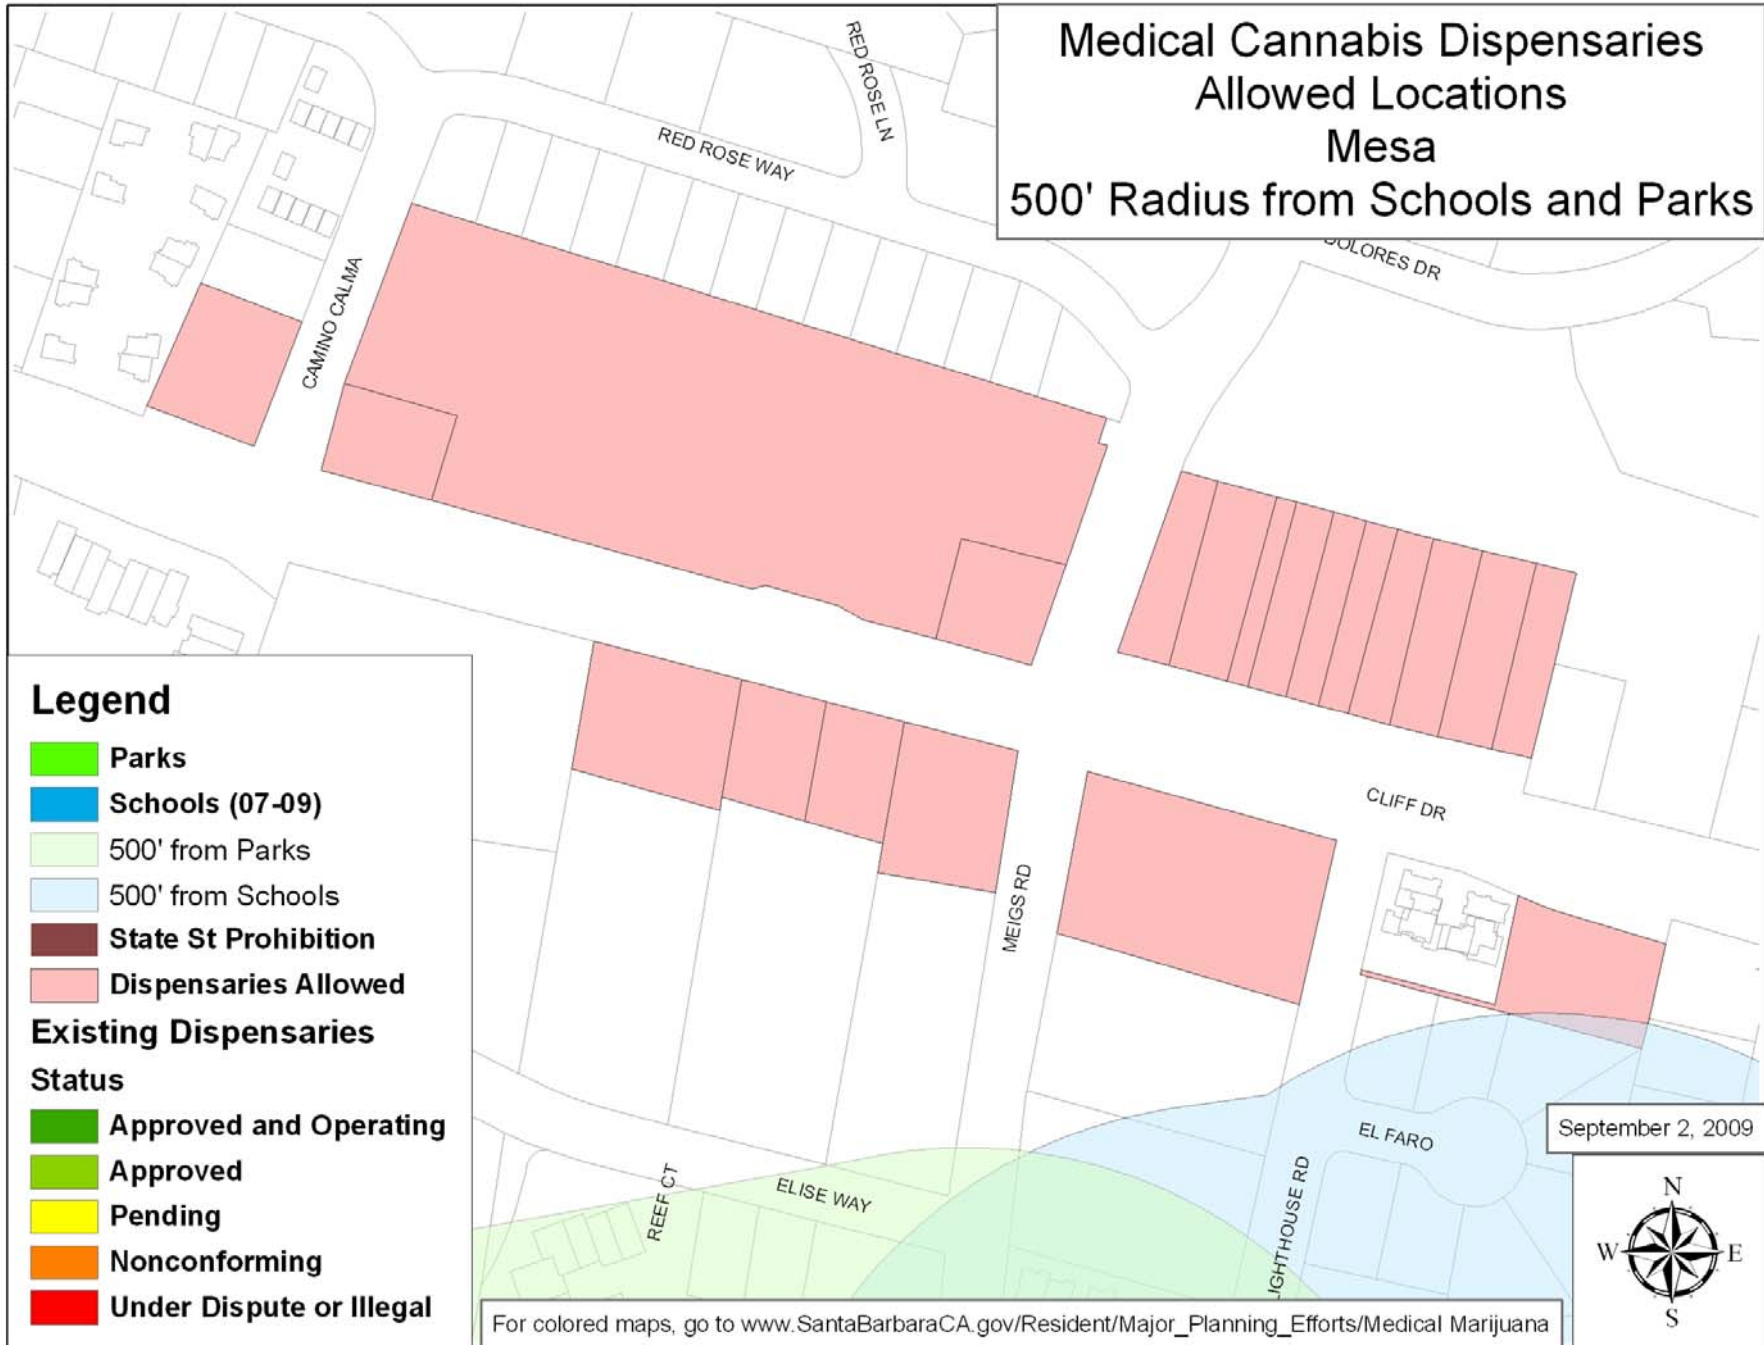 Medical Cannabis Dispensaries
Allowed Locations
Mesa
500' Radius from Schools and Parks
RED ROSE LN
RED ROSE WAY
DOLORES DR
CAMINO CALMA
CLIFF DR
MEIGS RD
EL FARO
LIGHTHOUSE RD
ELISE WAY
REEF CT
Legend
Parks
Schools (07-09)
500' from Parks
500' from Schools
State St Prohibition
Dispensaries Allowed
Existing Dispensaries
Status
Approved and Operating
Approved
Pending
Nonconforming
Under Dispute or Illegal
September 2, 2009
N
W
E
S
For colored maps, go to www.SantaBarbaraCA.gov/Resident/Major_Planning_Efforts/Medical Marijuana